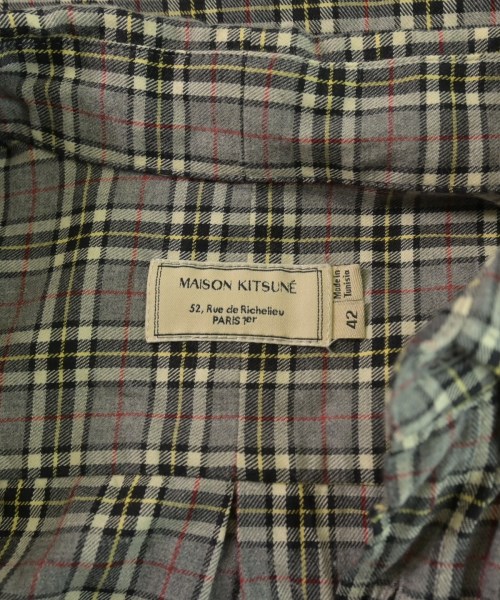 MAISON KITSUNÉ
52, Rue de Richelieu
PARIS 1er
Made in
Tunisia
42